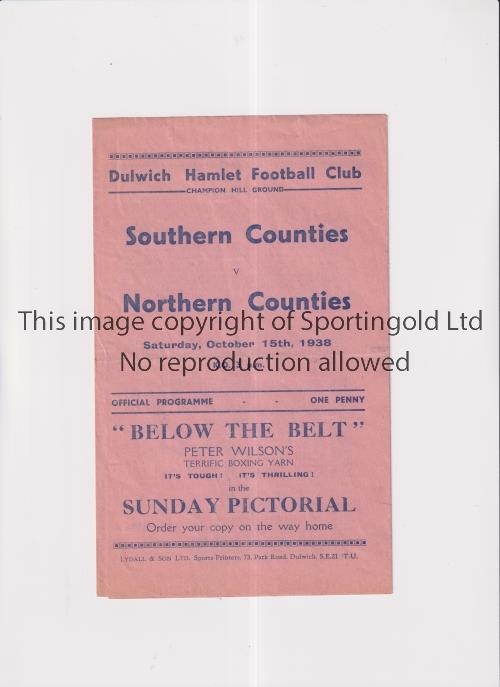 Dulwich Hamlet Football Club
CHAMPION HILL GROUND
Southern Counties
v
Northern Counties
This image copyright of Sportingold Ltd
Saturday, October 15th, 1938
No reproduction allowed
OFFICIAL PROGRAMME - - ONE PENNY
" BELOW THE BELT "
PETER WILSON'S
TERRIFIC BOXING YARN
IT'S TOUGH! IT'S THRILLING!
in the
SUNDAY PICTORIAL
Order your copy on the way home
LYDALL & SON LTD. Sports Printers, 73, Park Road, Dulwich, S.E.21 T.U.